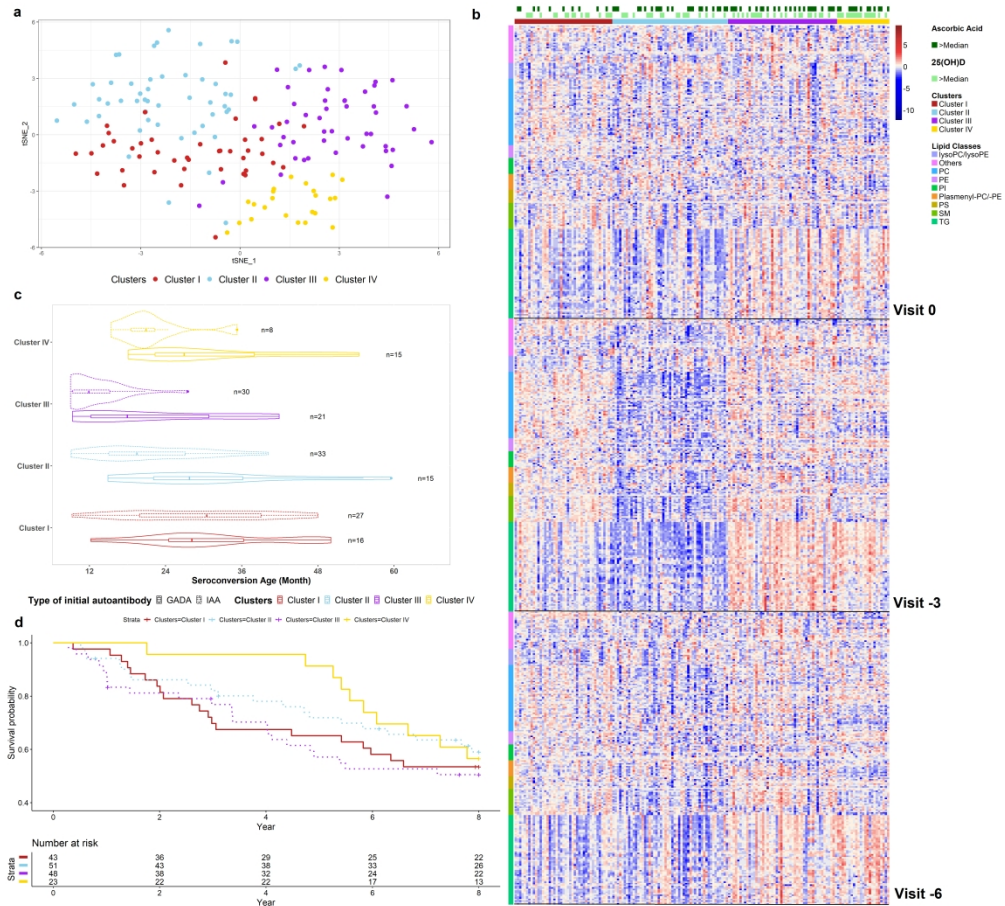 a
tSNE_2
6
3
0
-3
-6
-6
-3
0
3
6
tSNE_1
Clusters Cluster I Cluster II Cluster III Cluster IV
b
5
0
-5
-10
Ascorbic Acid
>Median
25(OH)D
>Median
Clusters
Cluster I
Cluster II
Cluster III
Cluster IV
Lipid Classes
lysoPC/lysoPE
Others
PC
PE
PI
Plasmenyl-PC/-PE
PS
SM
TG
Visit 0
Visit -3
Visit -6
c
Cluster IV
n=8
n=15
Cluster III
n=30
n=21
Cluster II
n=33
n=15
Cluster I
n=27
n=16
12 24 36 48 60
Seroconversion Age (Month)
Type of initial autoantibody GADA IAA Clusters Cluster I Cluster II Cluster III Cluster IV
d
Strata Clusters=Cluster I Clusters=Cluster II Clusters=Cluster III Clusters=Cluster IV
Survival probability
1.0
0.8
0.6
0.4
0 2 4 6 8
Year
Number at risk
Strata
43 36 29 25 22
51 43 38 33 26
48 38 32 24 22
23 22 22 17 13
0 2 4 6 8
Year